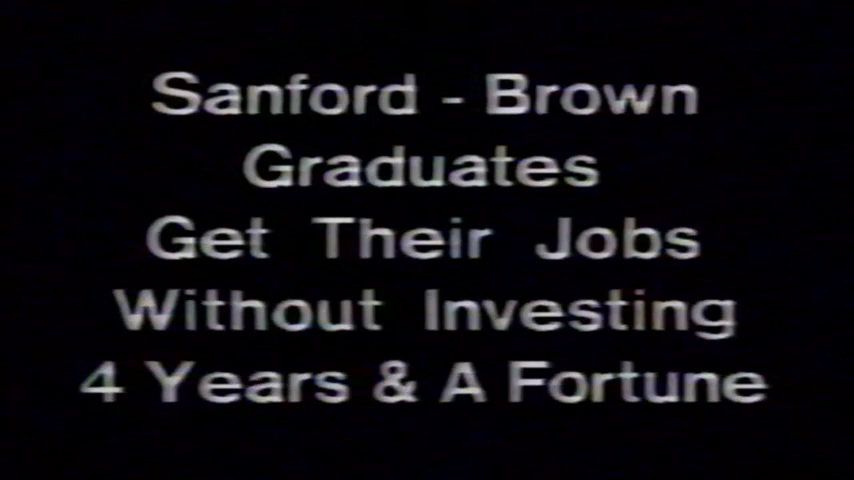 Sanford - Brown
Graduates
Get Their Jobs
Without Investing
4 Years & A Fortune